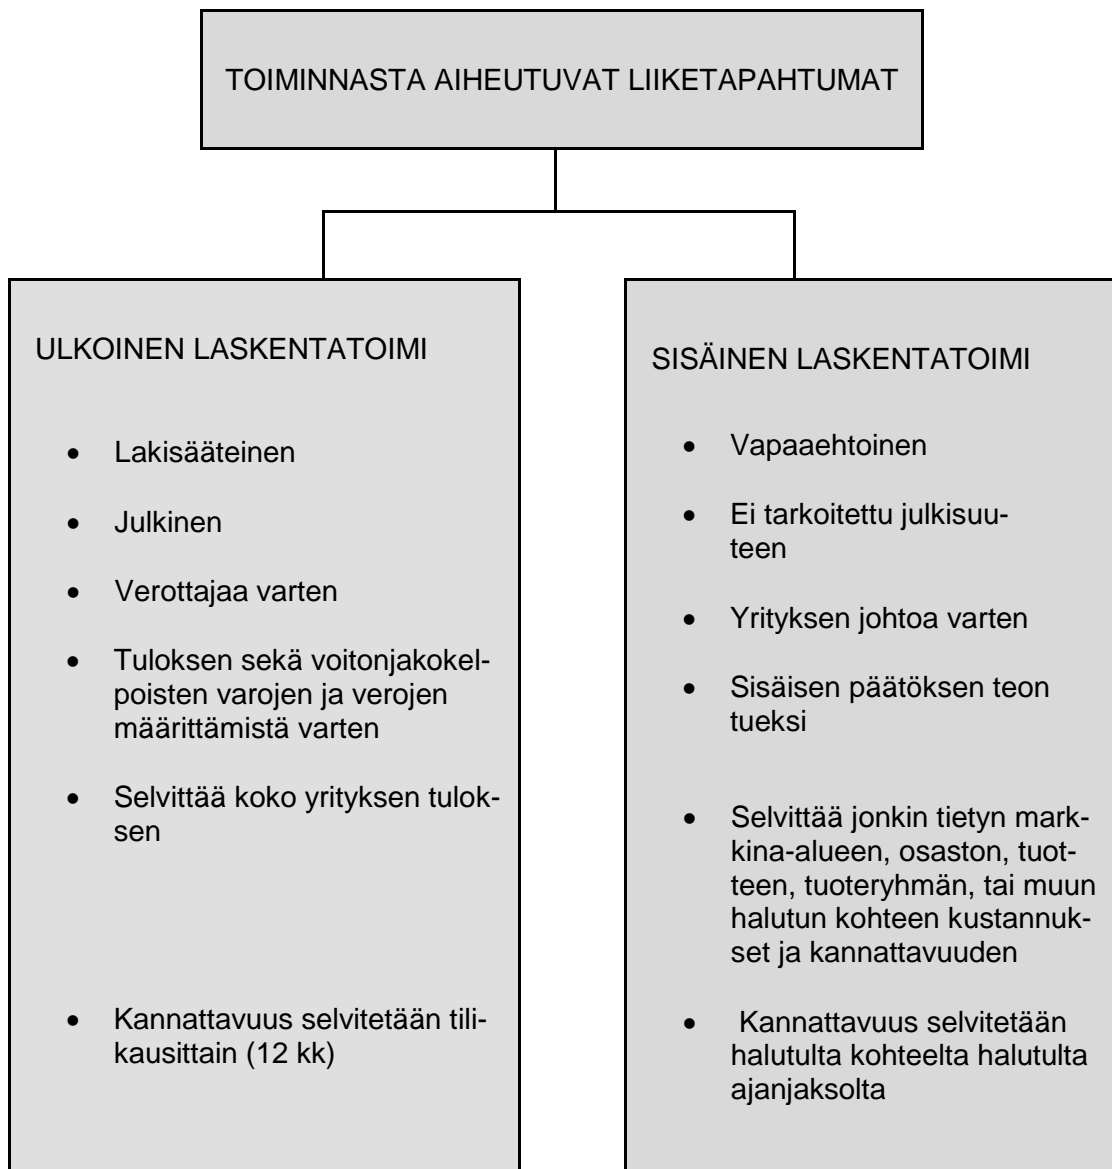 TOIMINNASTA AIHEUTUVAT LIIKETAPAHTUMAT
ULKOINEN LASKENTATOIMI
• Lakisääteinen
• Julkinen
• Verottajaa varten
• Tuloksen sekä voitonjakokel-
poisten varojen ja verojen
määrittämistä varten
• Selvittää koko yrityksen tulok-
sen
• Kannattavuus selvitetään tili-
kausittain (12 kk)
SISÄINEN LASKENTATOIMI
• Vapaaehtoinen
• Ei tarkoitettu julkisuu-
teen
• Yrityksen johtoa varten
• Sisäisen päätöksen teon
tueksi
• Selvittää jonkin tietyn mark-
kina-alueen, osaston, tuot-
teen, tuoteryhmän, tai muun
halutun kohteen kustannuk-
set ja kannattavuuden
• Kannattavuus selvitetään
halutulta kohteelta halutulta
ajanjaksolta